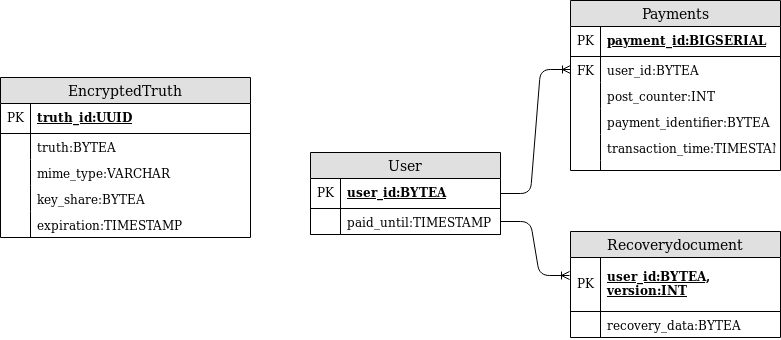 EncryptedTruth
PK truth_id:UUID
truth:BYTEA
mime_type:VARCHAR
key_share:BYTEA
expiration:TIMESTAMP
User
PK user_id:BYTEA
paid_until:TIMESTAMP
Payments
PK payment_id:BIGSERIAL
FK user_id:BYTEA
post_counter:INT
payment_identifier:BYTEA
transaction_time:TIMESTAM
Recoverydocument
PK user_id:BYTEA,
version:INT
recovery_data:BYTEA